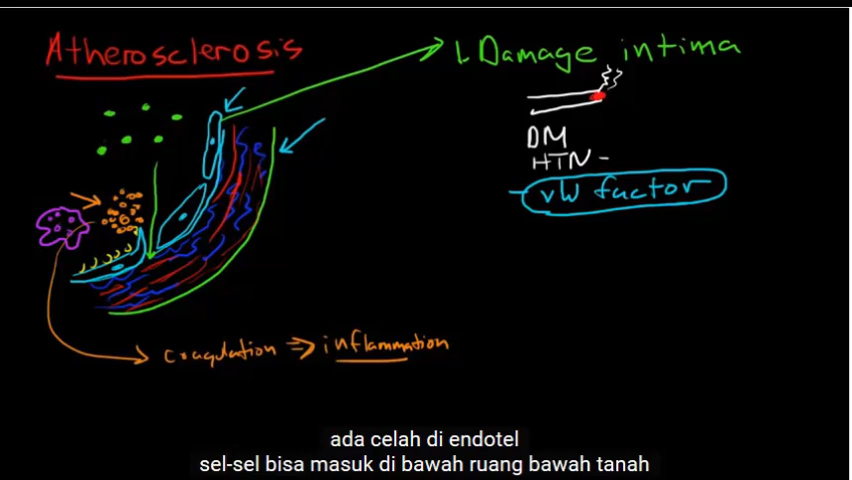 Atherosclerosis
1. Damage intima
DM
HTN -
- vW factor
coagulation => inflammation
ada celah di endotel
sel-sel bisa masuk di bawah ruang bawah tanah